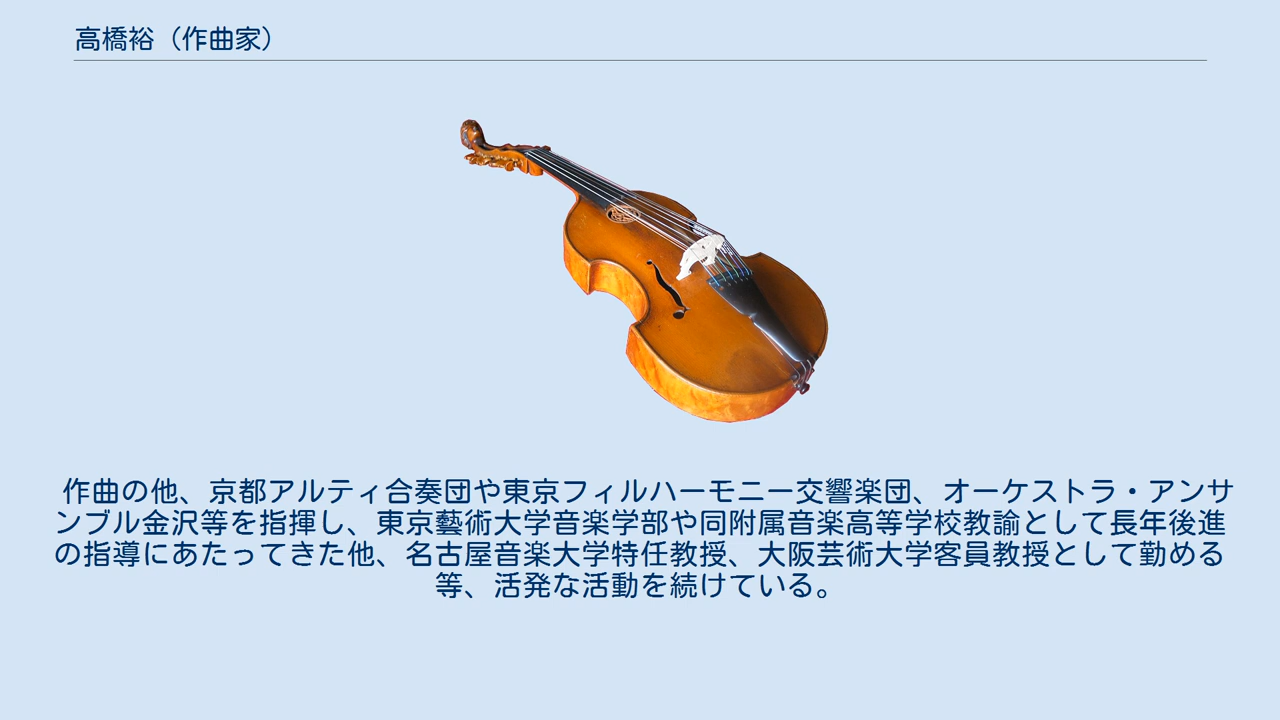 高橋裕（作曲家）
作曲の他、京都アルティ合奏団や東京フィルハーモニー交響楽団、オーケストラ・アンサ
ンブル金沢等を指揮し、東京藝術大学音楽学部や同附属音楽高等学校教諭として長年後進
の指導にあたってきた他、名古屋音楽大学特任教授、大阪芸術大学客員教授として勤める
等、活発な活動を続けている。